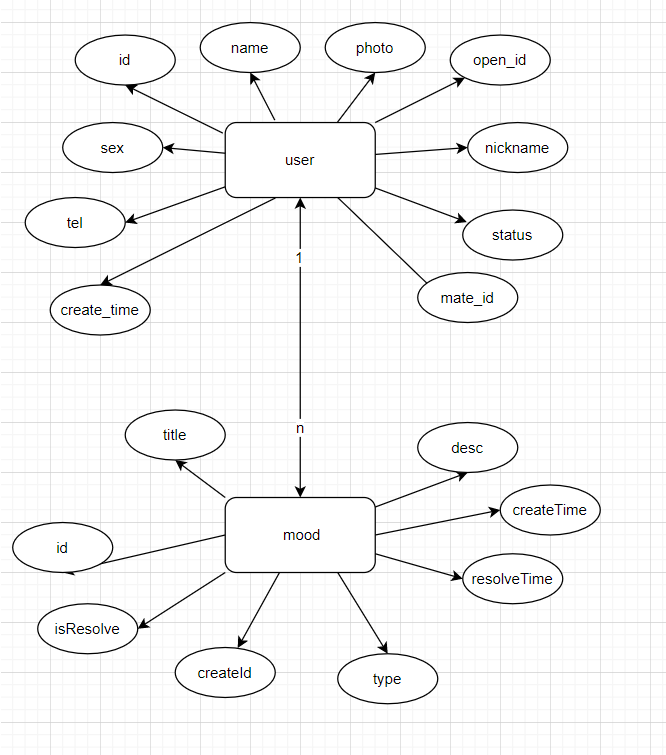 name
photo
id
open_id
sex
user
nickname
tel
status
1
mate_id
create_time
n
title
desc
createTime
mood
id
resolveTime
isResolve
createId
type